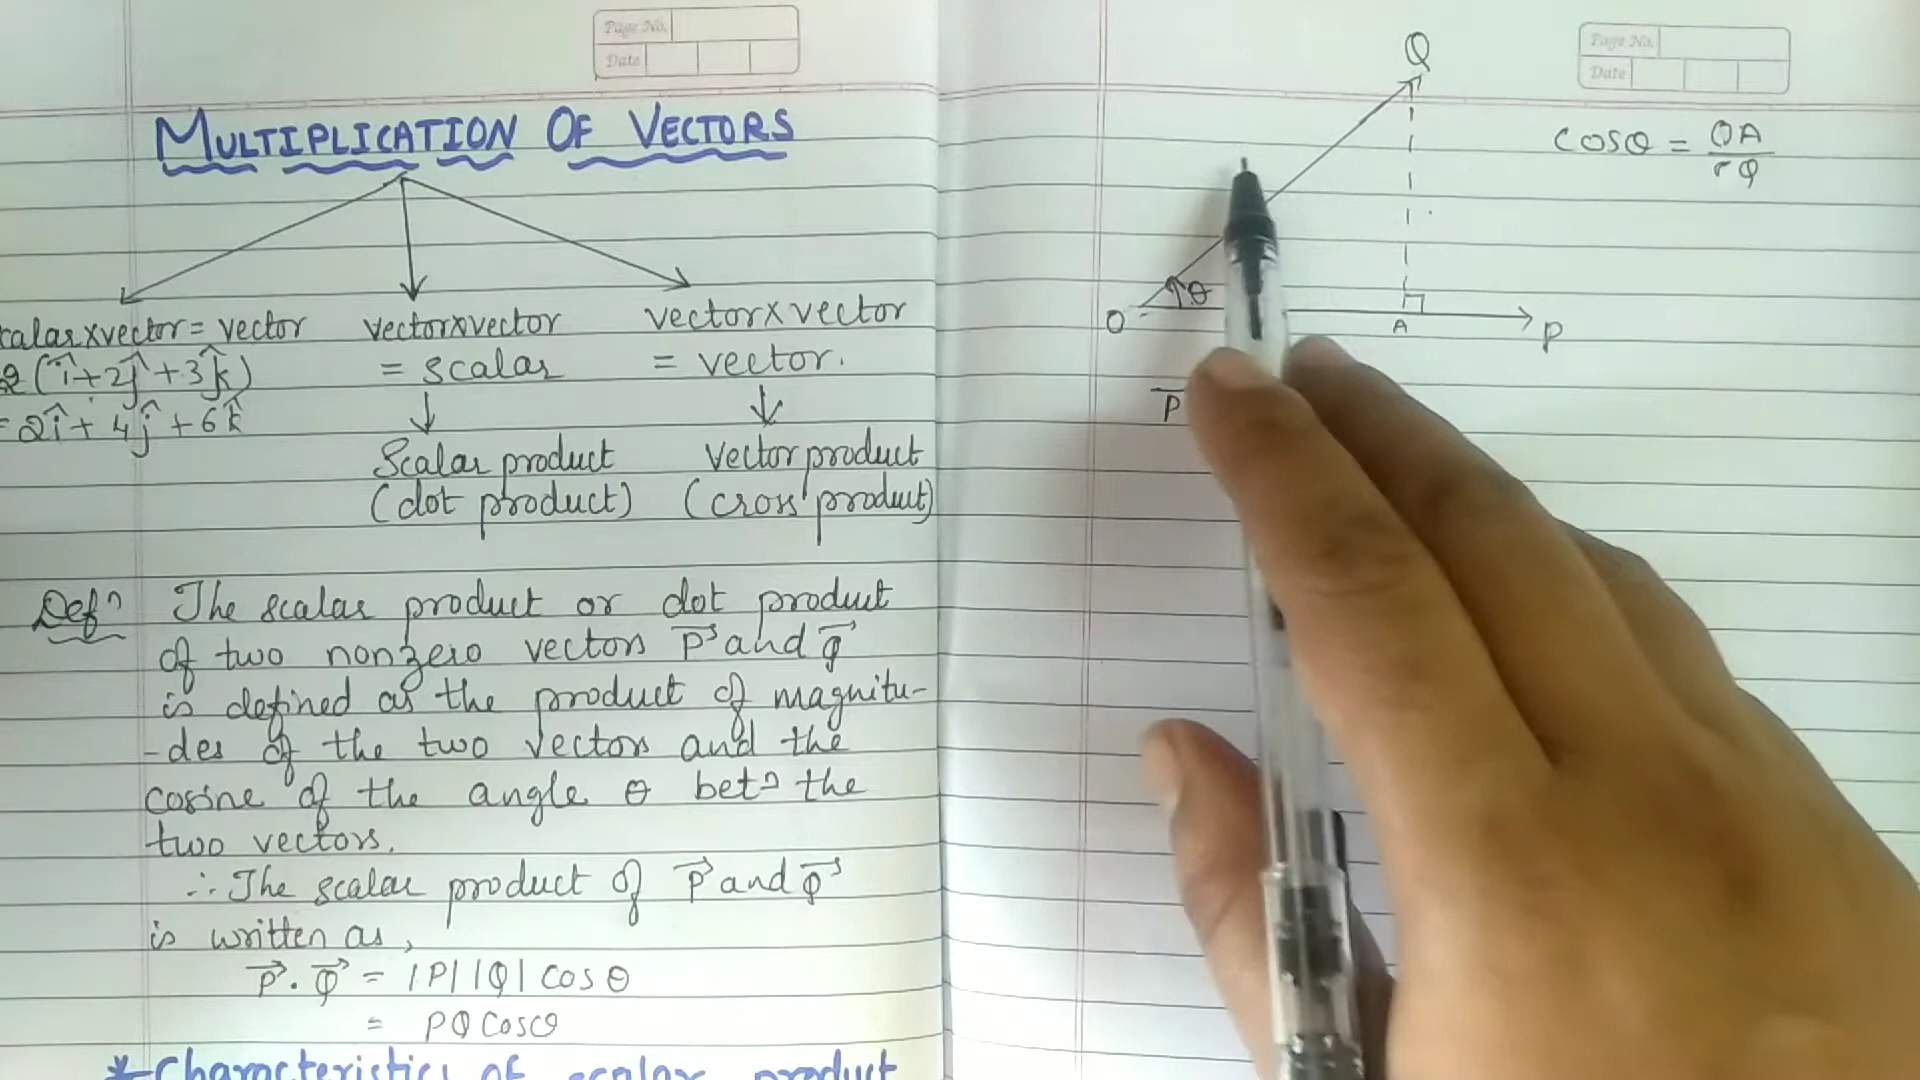 Page No.
Date
MULTIPLICATION OF VECTORS
calar×vector = vector
2(î+2ĵ+3k̂)
= 2î+4ĵ+6k̂
vector×vector
= scalar
Scalar product
(dot product)
vector×vector
= vector.
Vector product
(cross product)
Defⁿ The scalar product or dot product
of two nonzero vectors P⃗ and Q⃗
is defined as the product of magnitu-
-des of the two vectors and the
cosine of the angle θ betⁿ the
two vectors.
∴ The scalar product of P⃗ and Q⃗
is written as,
P⃗ . Q⃗ = |P| |Q| cos θ
= PQ Cosθ
* Characteristics of scalar product
Page No.
Date
Q
cosθ = OA
/ Q
θ
O
A
P
P